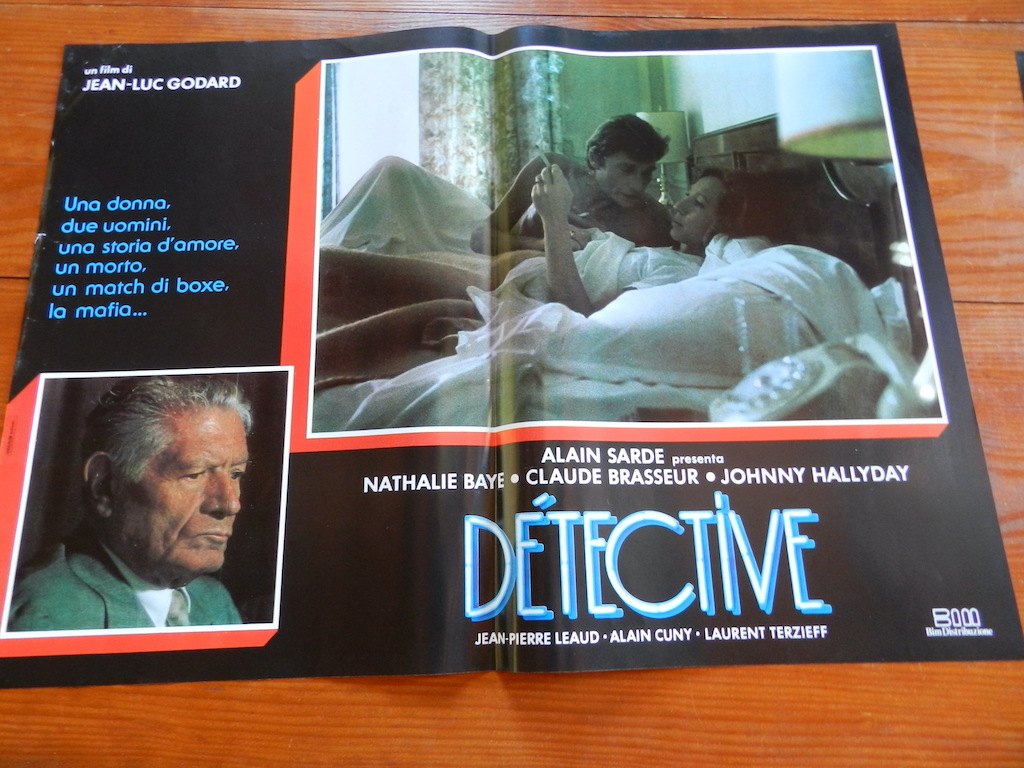 un film di
JEAN-LUC GODARD
Una donna,
due uomini,
una storia d'amore,
un morto,
un match di boxe,
la mafia...
ALAIN SARDE presenta
NATHALIE BAYE • CLAUDE BRASSEUR • JOHNNY HALLYDAY
DÉTECTİVE
JEAN-PIERRE LEAUD • ALAIN CUNY • LAURENT TERZIEFF
BIM
Bim Distribuzione